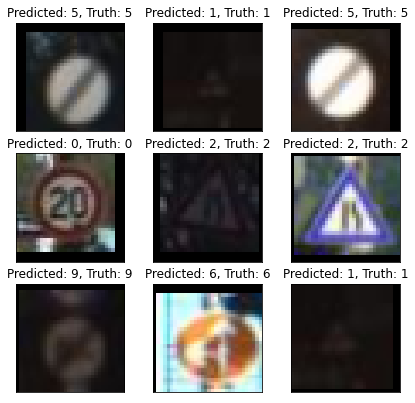 Predicted: 5, Truth: 5
Predicted: 1, Truth: 1
Predicted: 5, Truth: 5
Predicted: 0, Truth: 0
Predicted: 2, Truth: 2
Predicted: 2, Truth: 2
20
Predicted: 9, Truth: 9
Predicted: 6, Truth: 6
Predicted: 1, Truth: 1